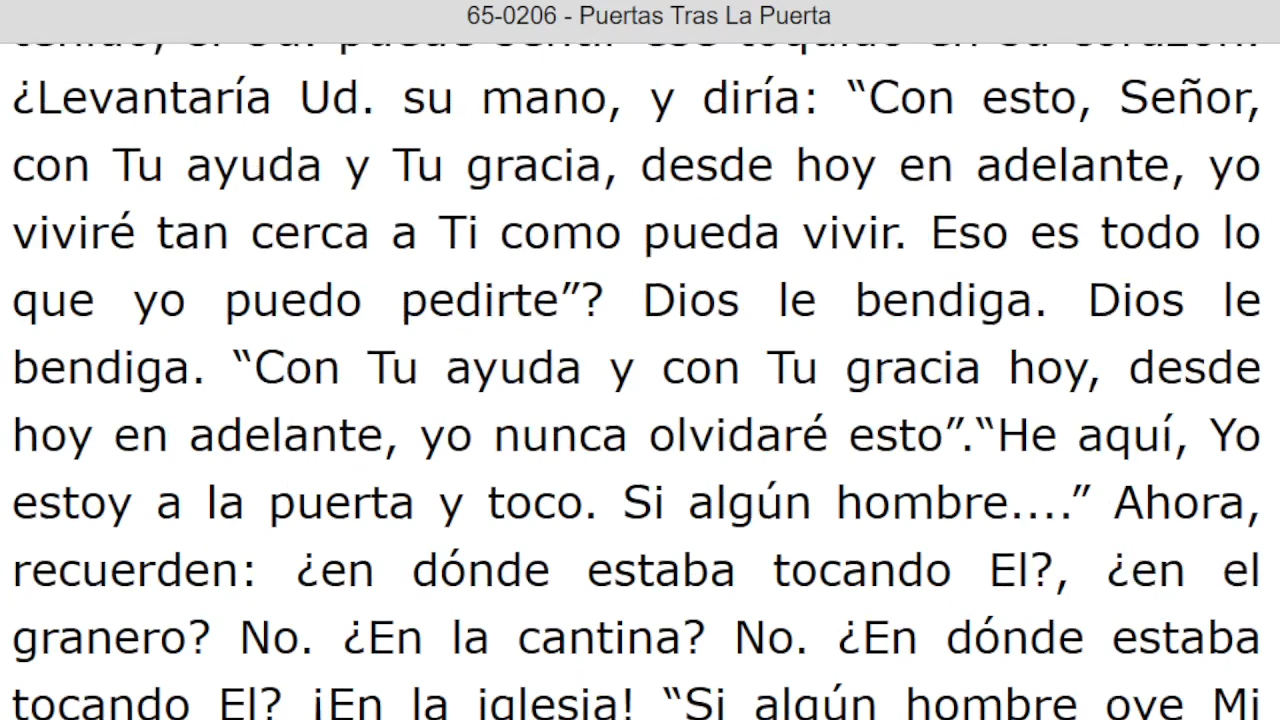 65-0206 - Puertas Tras La Puerta
¿Levantaría Ud. su mano, y diría: “Con esto, Señor,
con Tu ayuda y Tu gracia, desde hoy en adelante, yo
viviré tan cerca a Ti como pueda vivir. Eso es todo lo
que yo puedo pedirte”? Dios le bendiga. Dios le
bendiga. “Con Tu ayuda y con Tu gracia hoy, desde
hoy en adelante, yo nunca olvidaré esto”.“He aquí, Yo
estoy a la puerta y toco. Si algún hombre....” Ahora,
recuerden: ¿en dónde estaba tocando El?, ¿en el
granero? No. ¿En la cantina? No. ¿En dónde estaba
tocando El? ¡En la iglesia! “Si algún hombre oye Mi